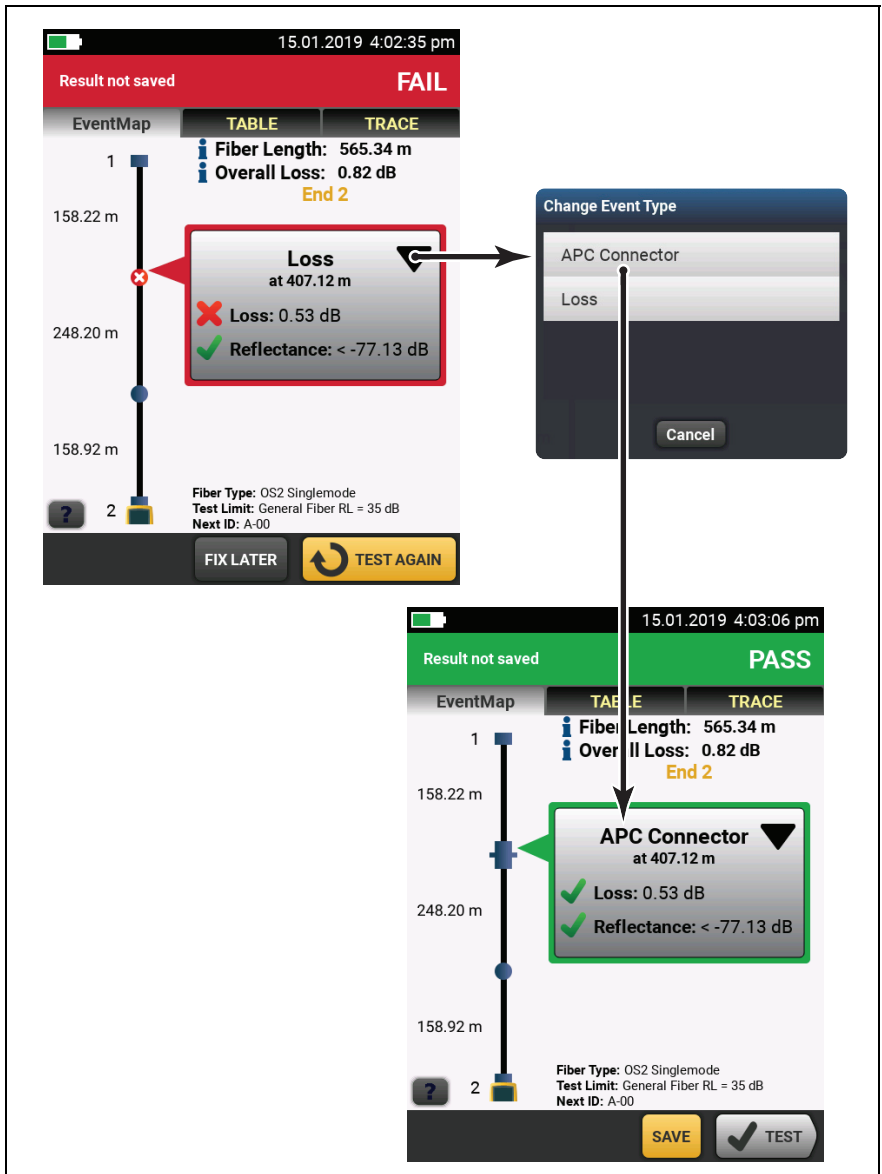 15.01.2019 4:02:35 pm
Result not saved
FAIL
EventMap
TABLE
TRACE
Fiber Length: 565.34 m
Overall Loss: 0.82 dB
End 2
1
158.22 m
Loss
at 407.12 m
Loss: 0.53 dB
Reflectance: < -77.13 dB
248.20 m
158.92 m
2
?
Fiber Type: OS2 Singlemode
Test Limit: General Fiber RL = 35 dB
Next ID: A-00
FIX LATER
TEST AGAIN
Change Event Type
APC Connector
Loss
Cancel
15.01.2019 4:03:06 pm
Result not saved
PASS
EventMap
TABLE
TRACE
Fiber Length: 565.34 m
Overall Loss: 0.82 dB
End 2
1
158.22 m
APC Connector
at 407.12 m
Loss: 0.53 dB
Reflectance: < -77.13 dB
248.20 m
158.92 m
2
?
Fiber Type: OS2 Singlemode
Test Limit: General Fiber RL = 35 dB
Next ID: A-00
SAVE
TEST